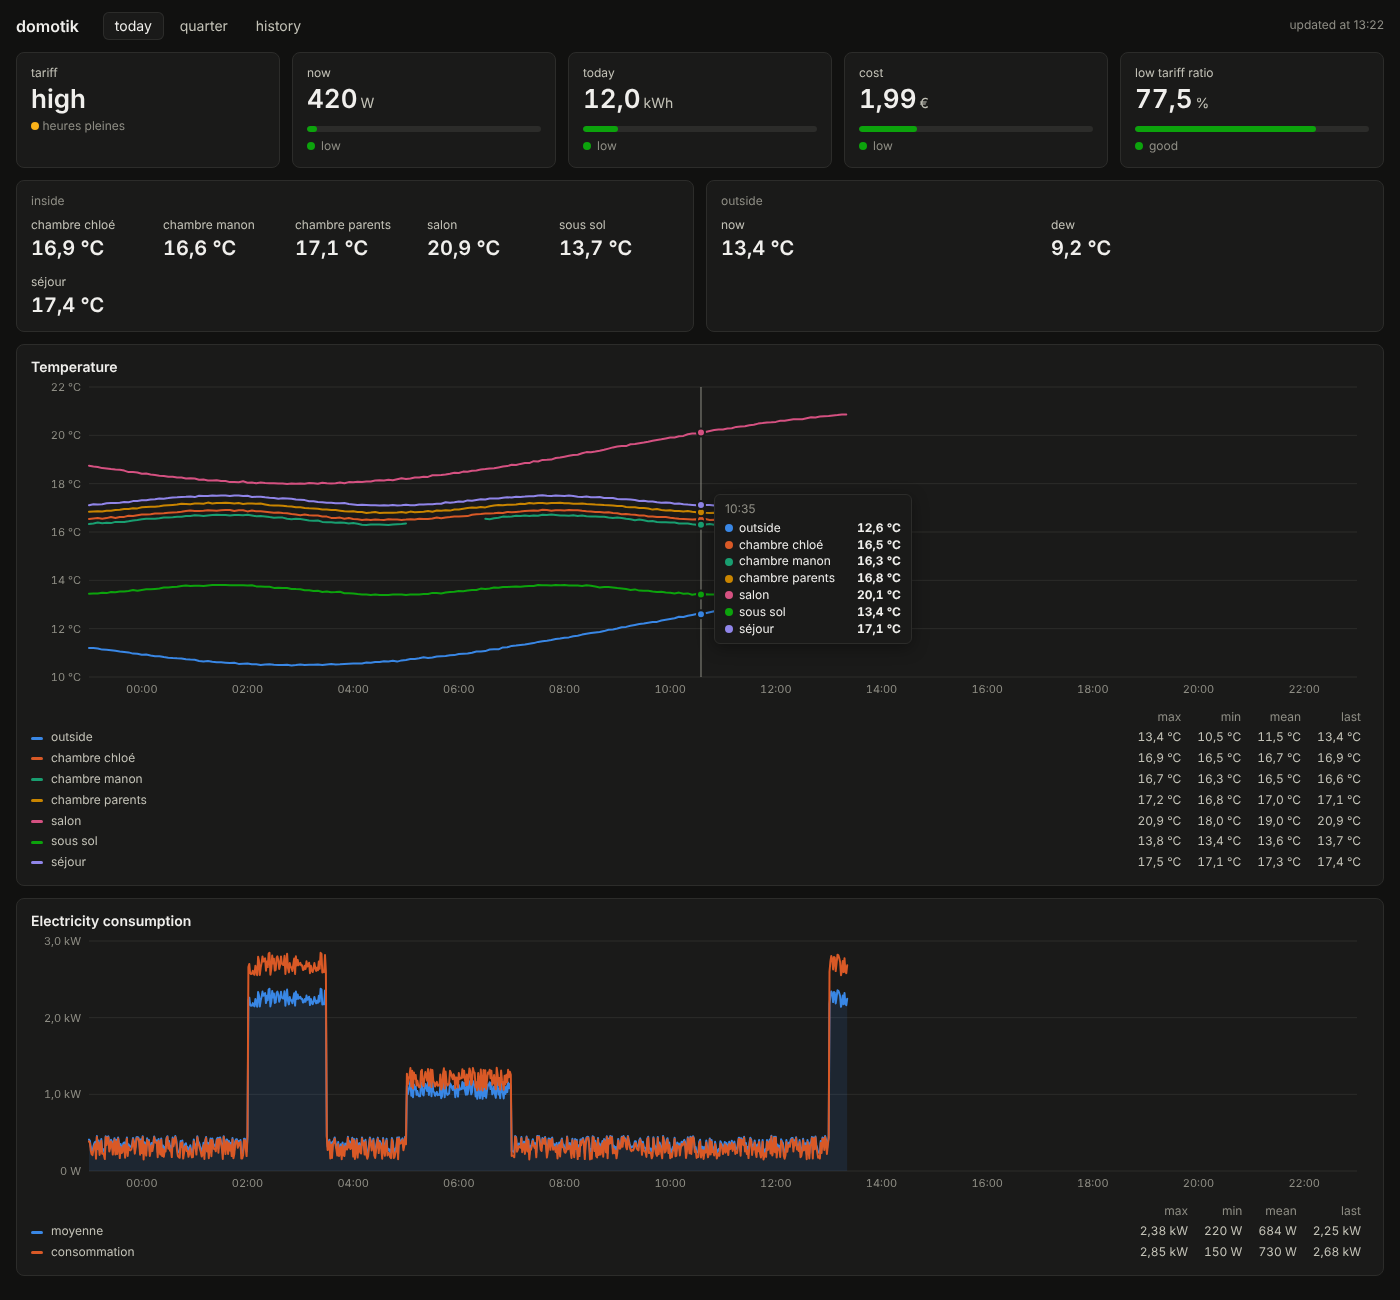 domotik today quarter history updated at 13:22
tariff
high
heures pleines
now
420 W
low
today
12,0 kWh
low
cost
1,99 €
low
low tariff ratio
77,5 %
good
inside
chambre chloé chambre manon chambre parents salon sous sol
16,9 °C 16,6 °C 17,1 °C 20,9 °C 13,7 °C
séjour
17,4 °C
outside
now dew
13,4 °C 9,2 °C
Temperature
22 °C
20 °C
18 °C
16 °C
14 °C
12 °C
10 °C
10:35
outside 12,6 °C
chambre chloé 16,5 °C
chambre manon 16,3 °C
chambre parents 16,8 °C
salon 20,1 °C
sous sol 13,4 °C
séjour 17,1 °C
00:00 02:00 04:00 06:00 08:00 10:00 12:00 14:00 16:00 18:00 20:00 22:00
max min mean last
outside 13,4 °C 10,5 °C 11,5 °C 13,4 °C
chambre chloé 16,9 °C 16,5 °C 16,7 °C 16,9 °C
chambre manon 16,7 °C 16,3 °C 16,5 °C 16,6 °C
chambre parents 17,2 °C 16,8 °C 17,0 °C 17,1 °C
salon 20,9 °C 18,0 °C 19,0 °C 20,9 °C
sous sol 13,8 °C 13,4 °C 13,6 °C 13,7 °C
séjour 17,5 °C 17,1 °C 17,3 °C 17,4 °C
Electricity consumption
3,0 kW
2,0 kW
1,0 kW
0 W
00:00 02:00 04:00 06:00 08:00 10:00 12:00 14:00 16:00 18:00 20:00 22:00
max min mean last
moyenne 2,38 kW 220 W 684 W 2,25 kW
consommation 2,85 kW 150 W 730 W 2,68 kW